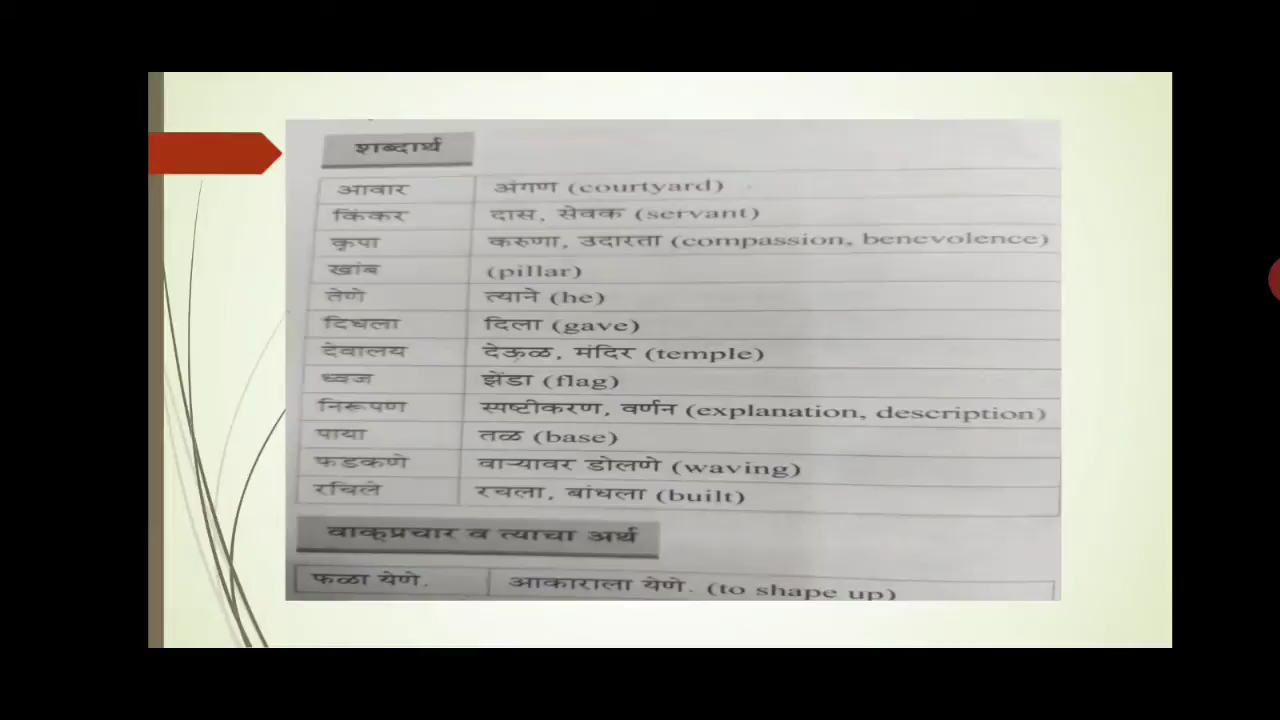 शब्दार्थ
आवार अंगण (courtyard)
किंकर दास, सेवक (servant)
कृपा करुणा, उदारता (compassion, benevolence)
खांब (pillar)
तेणे त्याने (he)
दिधला दिला (gave)
देवालय देऊळ, मंदिर (temple)
ध्वज झेंडा (flag)
निरूपण स्पष्टीकरण, वर्णन (explanation, description)
पाया तळ (base)
फडकणे वाऱ्यावर डोलणे (waving)
रचिले रचला, बांधला (built)
वाक्प्रचार व त्याचा अर्थ
फळा येणे. आकाराला येणे. (to shape up)